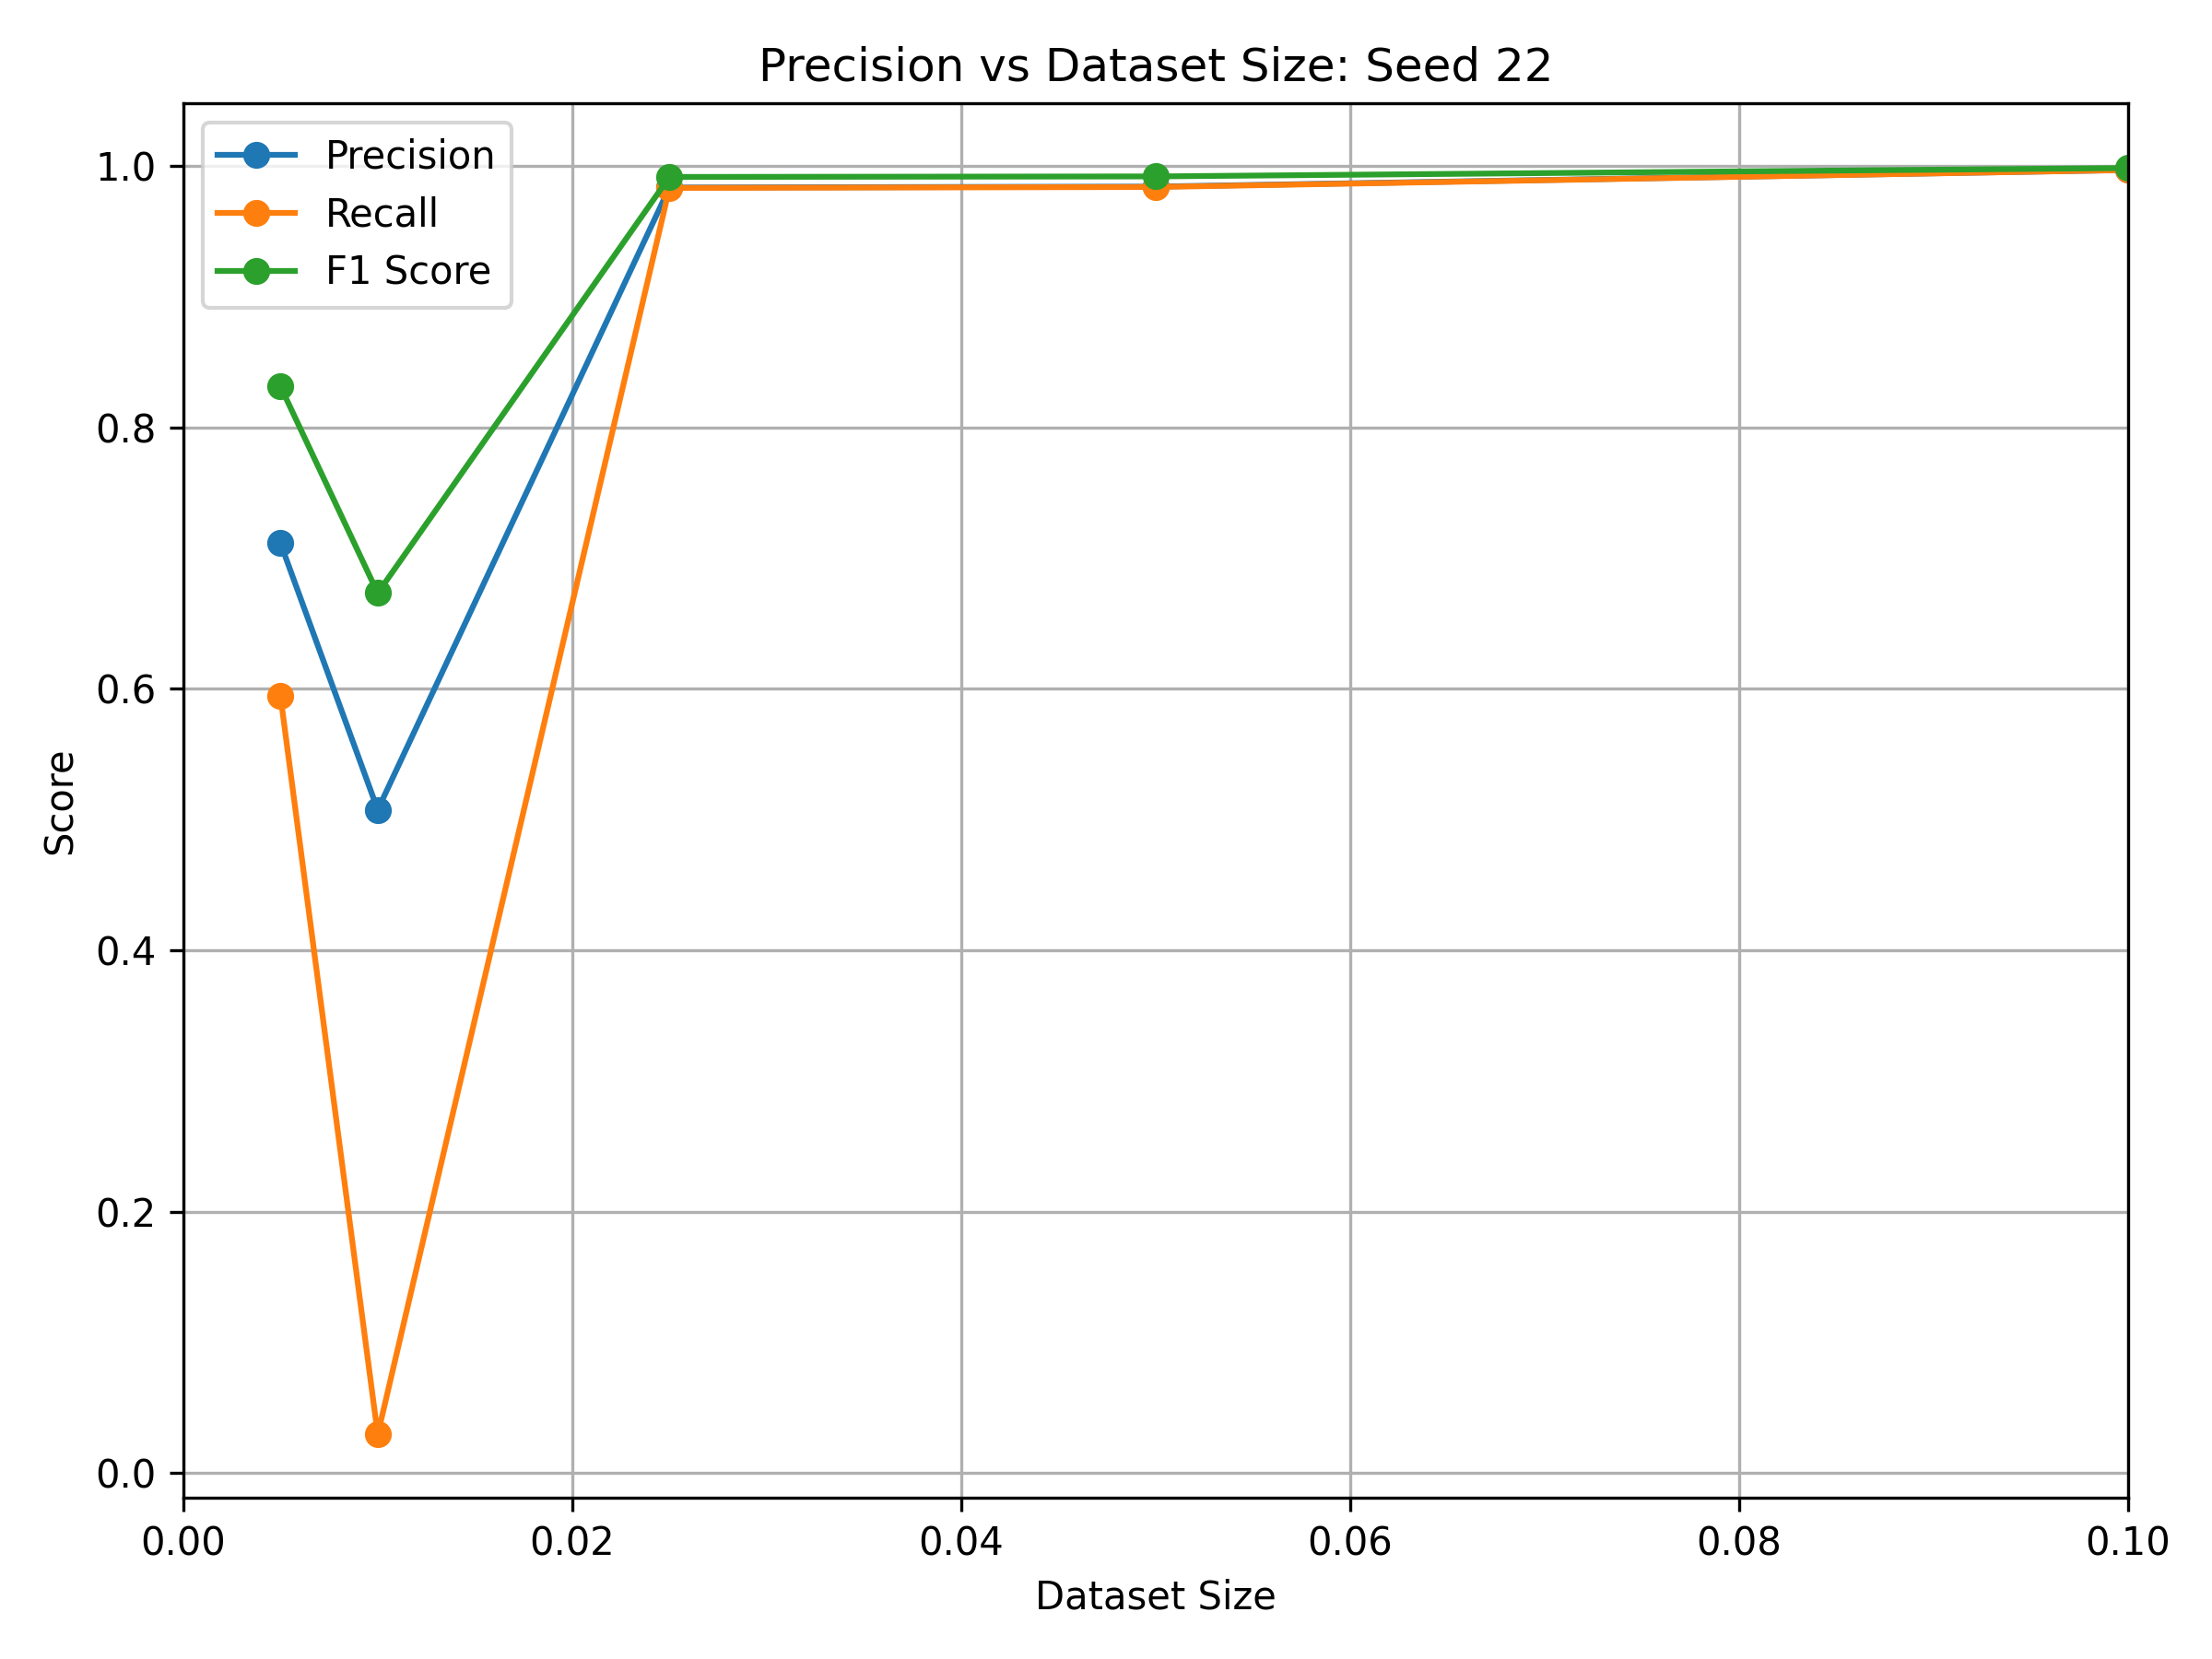 Precision vs Dataset Size: Seed 22
Precision
Recall
F1 Score
1.0
0.8
0.6
0.4
0.2
0.0
Score
0.00 0.02 0.04 0.06 0.08 0.10
Dataset Size